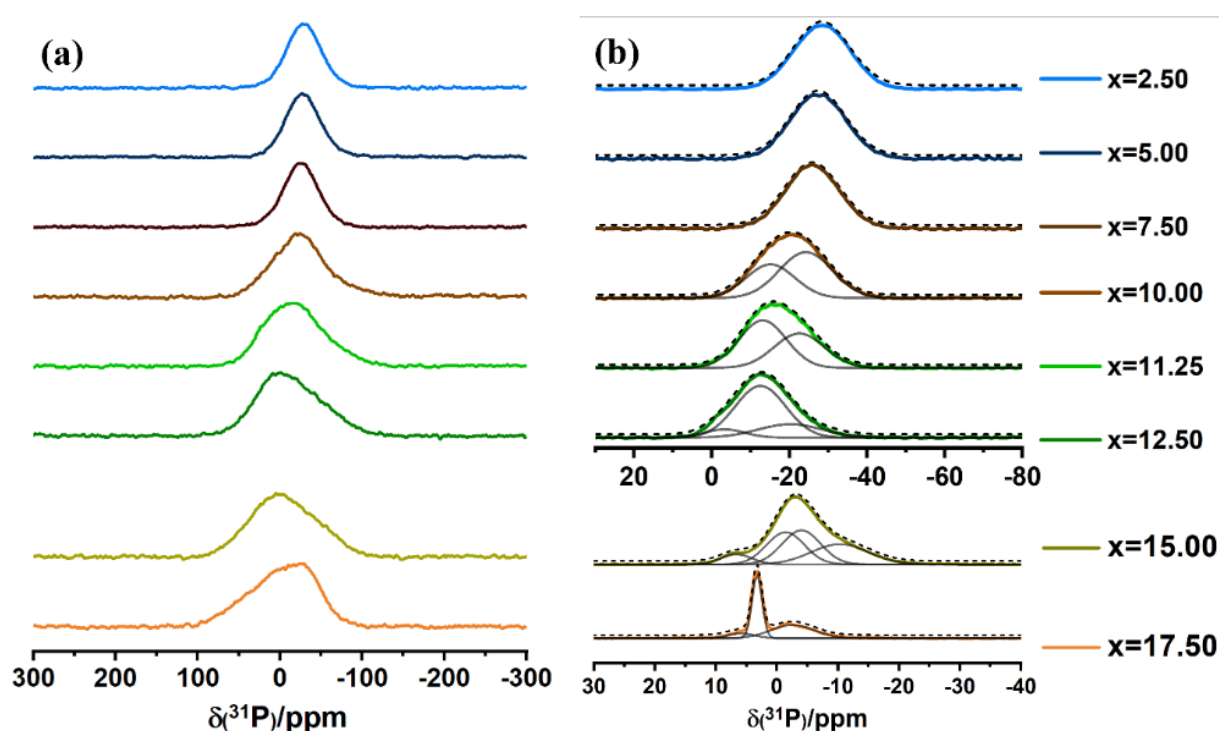 (a)
(b)
x=2.50
x=5.00
x=7.50
x=10.00
x=11.25
x=12.50
20 0 -20 -40 -60 -80
x=15.00
x=17.50
300 200 100 0 -100 -200 -300
30 20 10 0 -10 -20 -30 -40
δ(³¹P)/ppm
δ(³¹P)/ppm